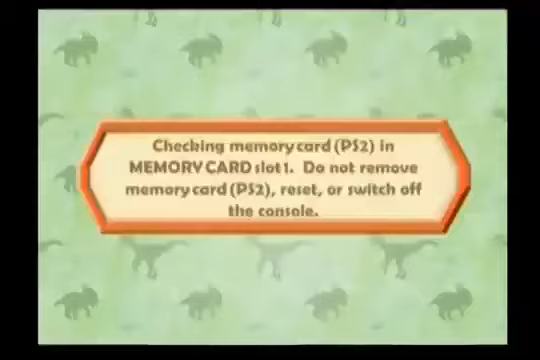 Checking memory card (PS2) in
MEMORY CARD slot 1. Do not remove
memory card (PS2), reset, or switch off
the console.